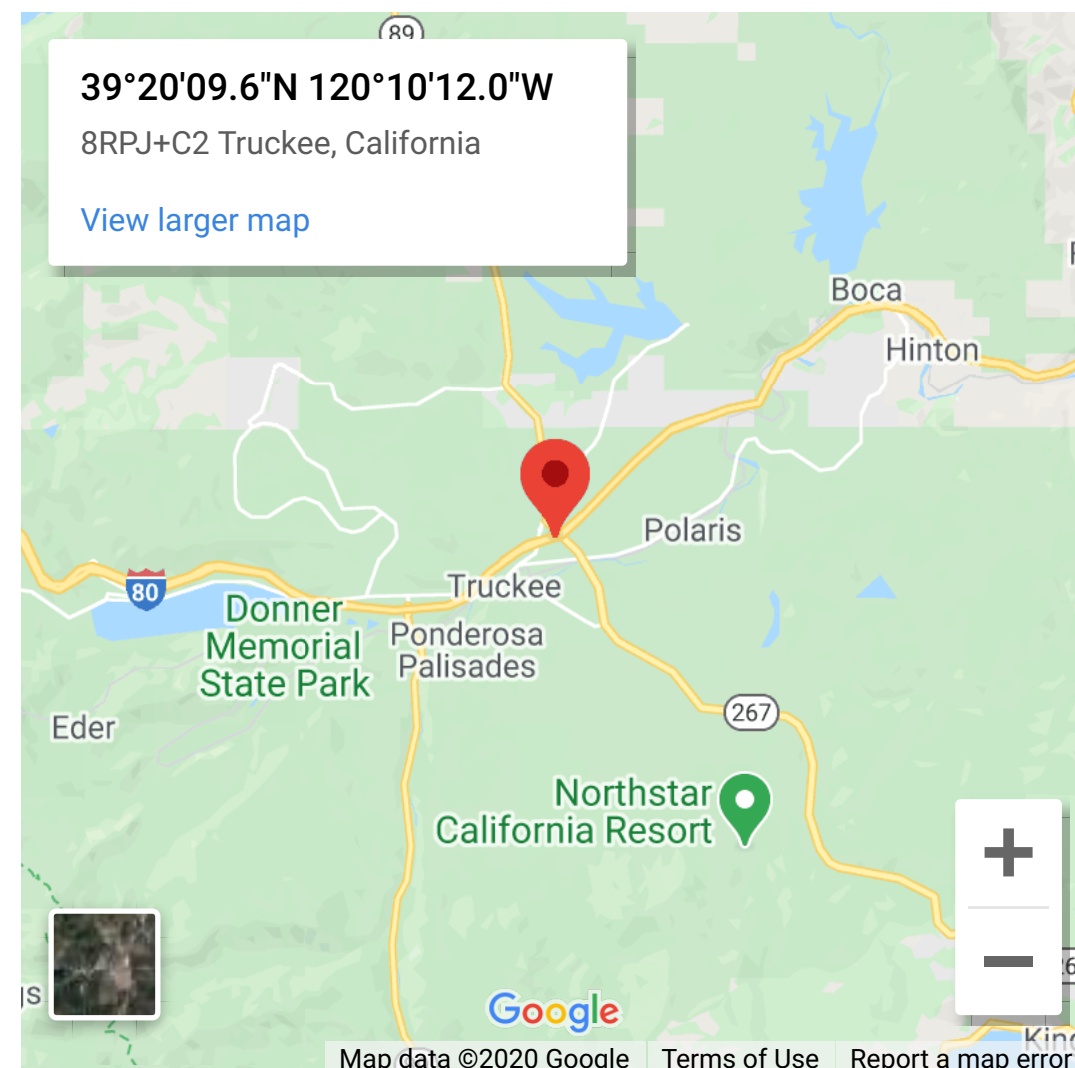 89
39°20'09.6"N 120°10'12.0"W
8RPJ+C2 Truckee, California
View larger map
Boca
Hinton
Polaris
80
Truckee
Donner
Memorial
State Park
Ponderosa
Palisades
Eder
267
Northstar
California Resort
Google
Map data ©2020 Google Terms of Use Report a map error